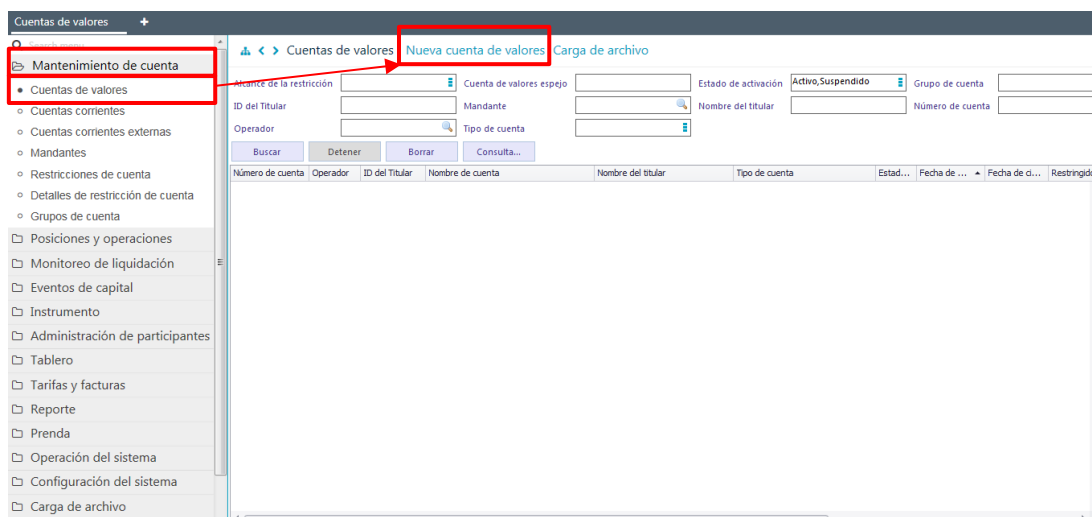 Cuentas de valores +
Search menu
Mantenimiento de cuenta
Cuentas de valores
Cuentas corrientes
Cuentas corrientes externas
Mandantes
Restricciones de cuenta
Detalles de restricción de cuenta
Grupos de cuenta
Posiciones y operaciones
Monitoreo de liquidación
Eventos de capital
Instrumento
Administración de participantes
Tablero
Tarifas y facturas
Reporte
Prenda
Operación del sistema
Configuración del sistema
Carga de archivo
Cuentas de valores Nueva cuenta de valores Carga de archivo
Alcance de la restricción Cuenta de valores espejo Estado de activación Activo,Suspendido Grupo de cuenta
ID del Titular Mandante Nombre del titular Número de cuenta
Operador Tipo de cuenta
Buscar Detener Borrar Consulta...
Número de cuenta Operador ID del Titular Nombre de cuenta Nombre del titular Tipo de cuenta Estad... Fecha de ... Fecha de ci... Restringido